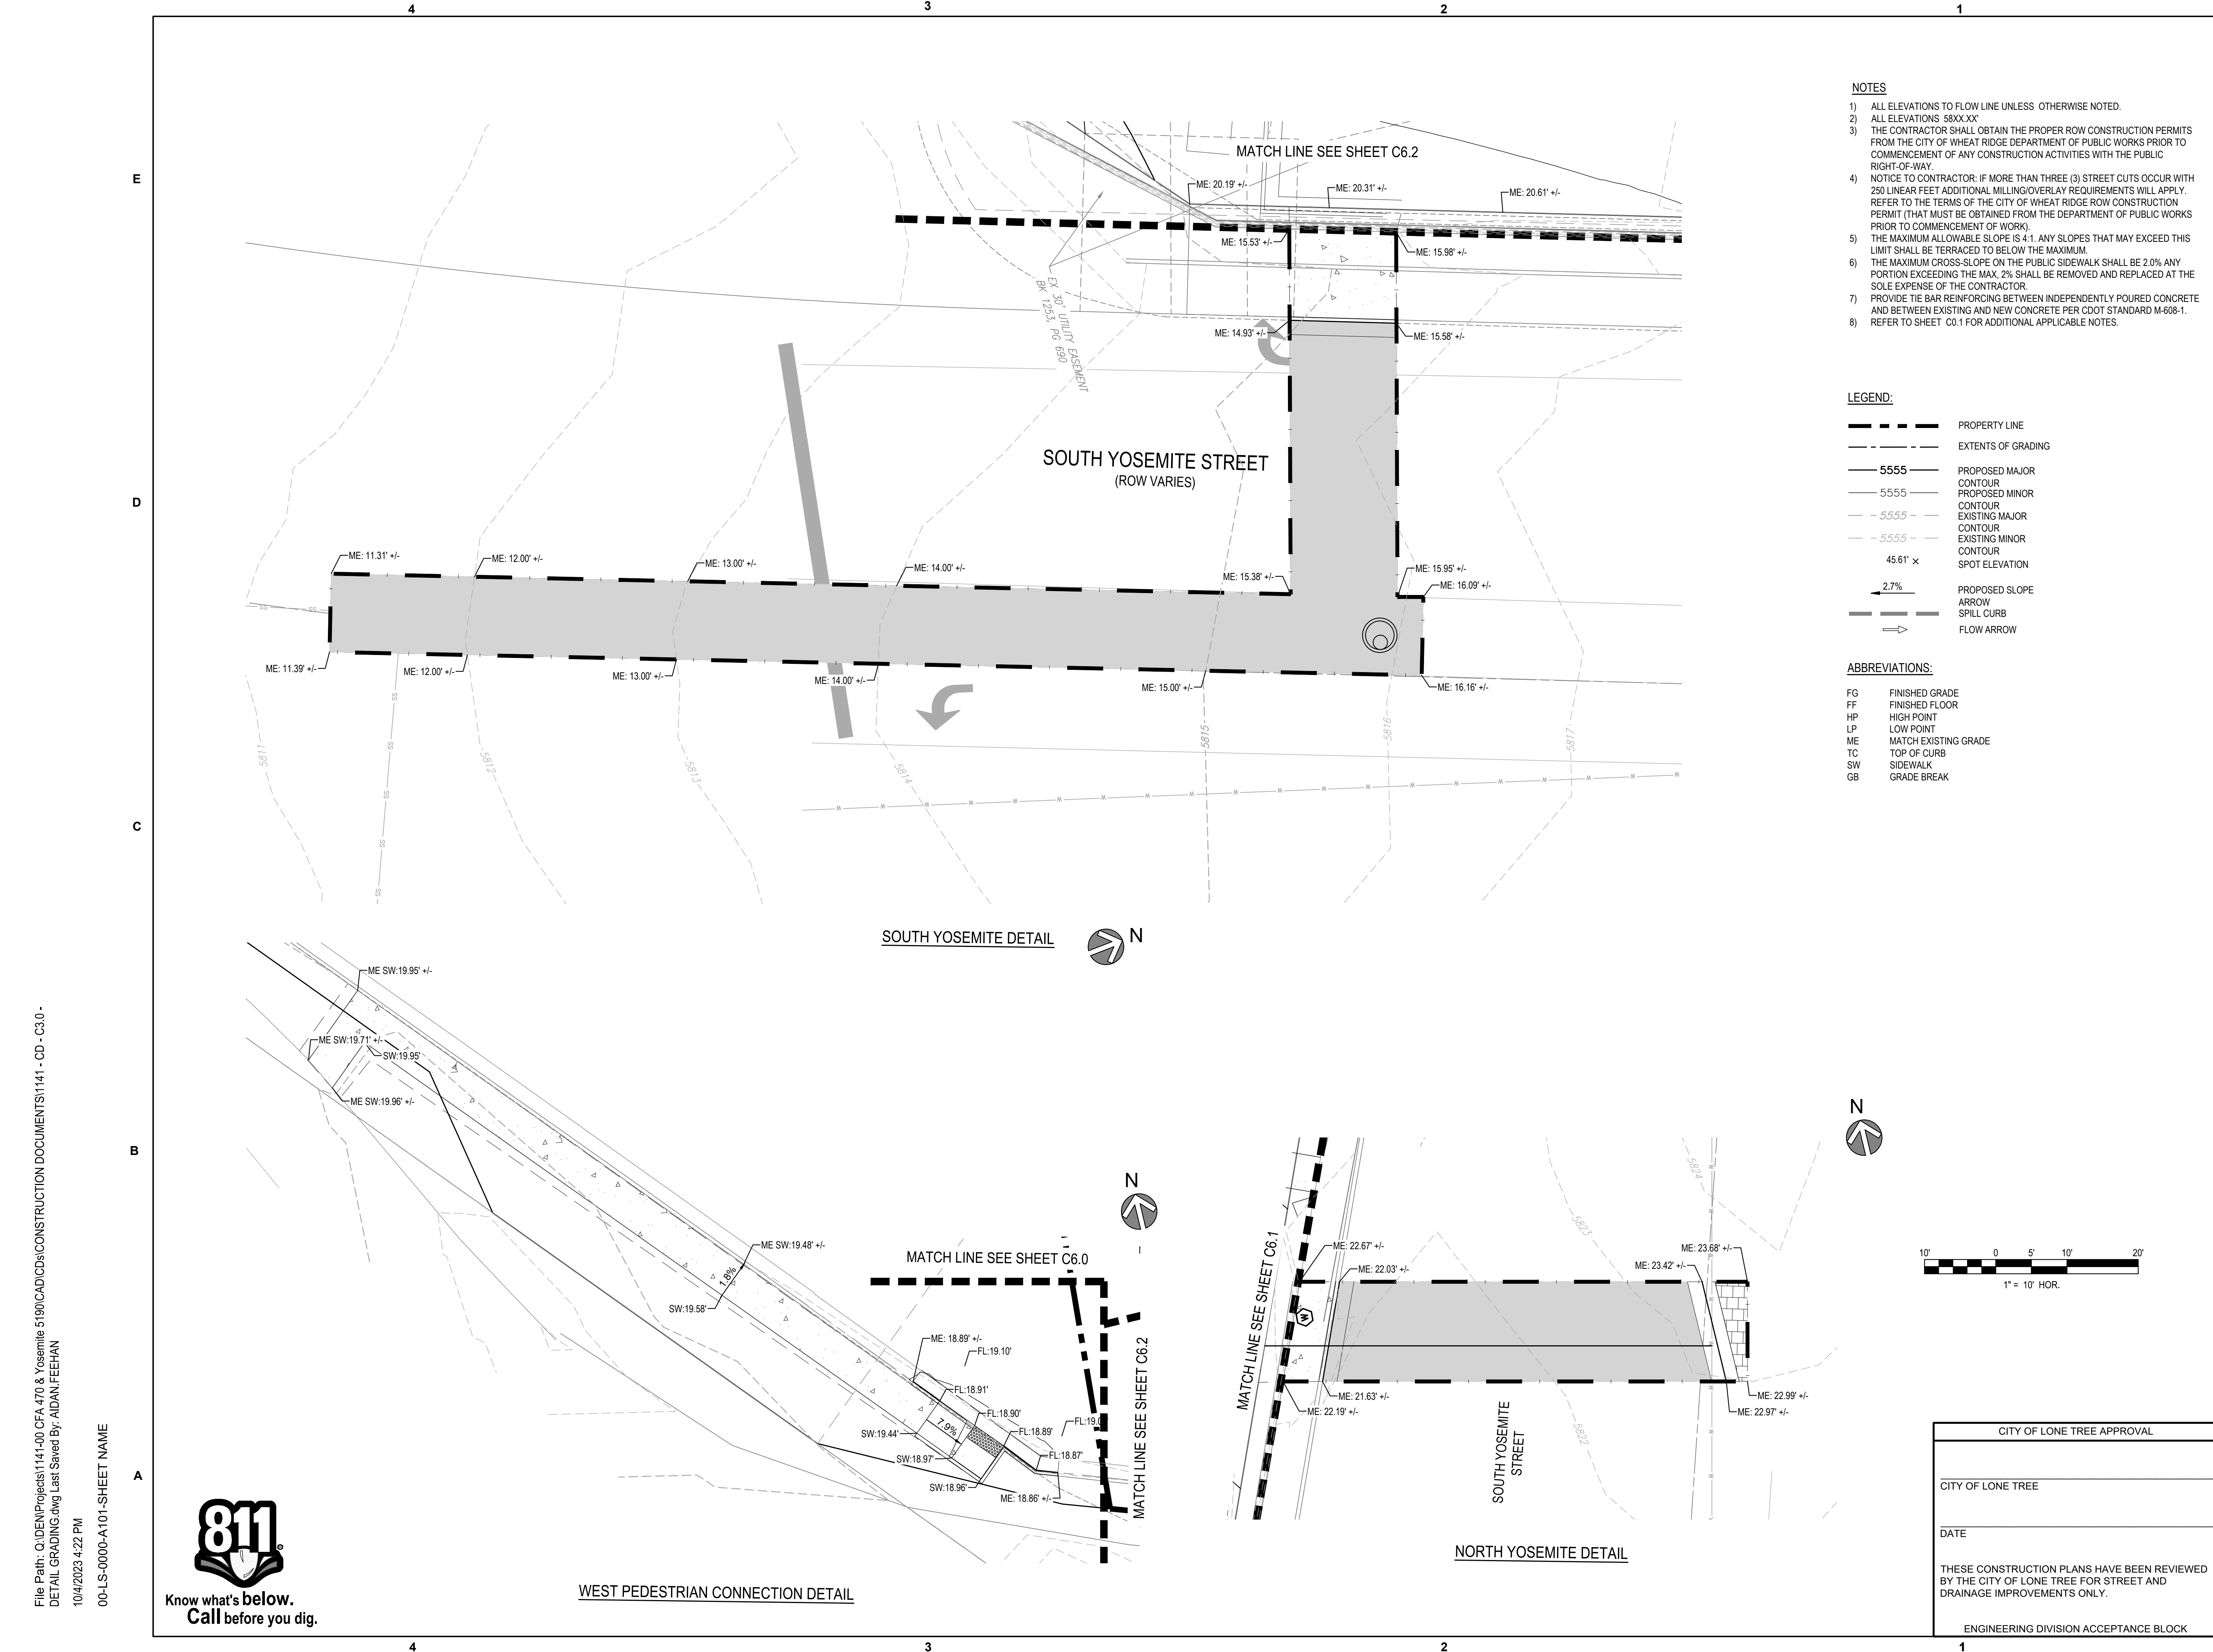 4
3
2
1
E
D
C
B
A
NOTES
1) ALL ELEVATIONS TO FLOW LINE UNLESS OTHERWISE NOTED.
2) ALL ELEVATIONS 58XX.XX'
3) THE CONTRACTOR SHALL OBTAIN THE PROPER ROW CONSTRUCTION PERMITS
FROM THE CITY OF WHEAT RIDGE DEPARTMENT OF PUBLIC WORKS PRIOR TO
COMMENCEMENT OF ANY CONSTRUCTION ACTIVITIES WITH THE PUBLIC
RIGHT-OF-WAY.
4) NOTICE TO CONTRACTOR: IF MORE THAN THREE (3) STREET CUTS OCCUR WITH
250 LINEAR FEET ADDITIONAL MILLING/OVERLAY REQUIREMENTS WILL APPLY.
REFER TO THE TERMS OF THE CITY OF WHEAT RIDGE ROW CONSTRUCTION
PERMIT (THAT MUST BE OBTAINED FROM THE DEPARTMENT OF PUBLIC WORKS
PRIOR TO COMMENCEMENT OF WORK).
5) THE MAXIMUM ALLOWABLE SLOPE IS 4:1. ANY SLOPES THAT MAY EXCEED THIS
LIMIT SHALL BE TERRACED TO BELOW THE MAXIMUM.
6) THE MAXIMUM CROSS-SLOPE ON THE PUBLIC SIDEWALK SHALL BE 2.0% ANY
PORTION EXCEEDING THE MAX, 2% SHALL BE REMOVED AND REPLACED AT THE
SOLE EXPENSE OF THE CONTRACTOR.
7) PROVIDE TIE BAR REINFORCING BETWEEN INDEPENDENTLY POURED CONCRETE
AND BETWEEN EXISTING AND NEW CONCRETE PER CDOT STANDARD M-608-1.
8) REFER TO SHEET C0.1 FOR ADDITIONAL APPLICABLE NOTES.
LEGEND:
PROPERTY LINE
EXTENTS OF GRADING
5555 PROPOSED MAJOR
CONTOUR
5555 PROPOSED MINOR
CONTOUR
5555 EXISTING MAJOR
CONTOUR
5555 EXISTING MINOR
CONTOUR
45.61' × SPOT ELEVATION
2.7% PROPOSED SLOPE
ARROW
SPILL CURB
FLOW ARROW
ABBREVIATIONS:
FG FINISHED GRADE
FF FINISHED FLOOR
HP HIGH POINT
LP LOW POINT
ME MATCH EXISTING GRADE
TC TOP OF CURB
SW SIDEWALK
GB GRADE BREAK
MATCH LINE SEE SHEET C6.2
ME: 20.19' +/-
ME: 20.31' +/-
ME: 20.61' +/-
ME: 15.53' +/-
ME: 15.98' +/-
EX 30' UTILITY EASEMENT
BK 1253, PG 690
ME: 14.93' +/-
ME: 15.58' +/-
SOUTH YOSEMITE STREET
(ROW VARIES)
ME: 11.31' +/-
ME: 12.00' +/-
ME: 13.00' +/-
ME: 14.00' +/-
ME: 15.38' +/-
ME: 15.95' +/-
ME: 16.09' +/-
SS
SS
ME: 11.39' +/-
ME: 12.00' +/-
ME: 13.00' +/-
ME: 14.00' +/-
ME: 15.00' +/-
ME: 16.16' +/-
SS
SS
SS
SS
SS
5811
5812
5813
5814
5815
5816
5817
W W W W W W W W W W W W W W W W W W W W
SOUTH YOSEMITE DETAIL
N
ME SW:19.95' +/-
ME SW:19.71' +/-
SW:19.95'
ME SW:19.96' +/-
ME SW:19.48' +/-
1.8%
SW:19.58'
N
MATCH LINE SEE SHEET C6.0
MATCH LINE SEE SHEET C6.2
ME: 18.89' +/-
FL:19.10'
FL:18.91'
FL:18.90'
FL:18.89'
FL:18.87'
7.9%
SW:19.44'
SW:18.97'
SW:18.96'
ME: 18.86' +/-
WEST PEDESTRIAN CONNECTION DETAIL
N
MATCH LINE SEE SHEET C6.1
ME: 22.67' +/-
ME: 22.03' +/-
ME: 23.68' +/-
ME: 23.42' +/-
ME: 21.63' +/-
ME: 22.19' +/-
ME: 22.99' +/-
ME: 22.97' +/-
5824
5823
5822
W
W
W
W
W
W
SOUTH YOSEMITE
STREET
NORTH YOSEMITE DETAIL
10' 0 5' 10' 20'
1" = 10' HOR.
CITY OF LONE TREE APPROVAL
CITY OF LONE TREE
DATE
THESE CONSTRUCTION PLANS HAVE BEEN REVIEWED
BY THE CITY OF LONE TREE FOR STREET AND
DRAINAGE IMPROVEMENTS ONLY.
ENGINEERING DIVISION ACCEPTANCE BLOCK
811®
Know what's below.
Call before you dig.
File Path: Q:\DEN\Projects\1141-00 CFA 470 & Yosemite 5190\CAD\CDs\CONSTRUCTION DOCUMENTS\1141 - CD - C3.0 -
DETAIL GRADING.dwg Last Saved By: AIDAN.FEEHAN
10/4/2023 4:22 PM
00-LS-0000-A101-SHEET NAME
4
3
2
1